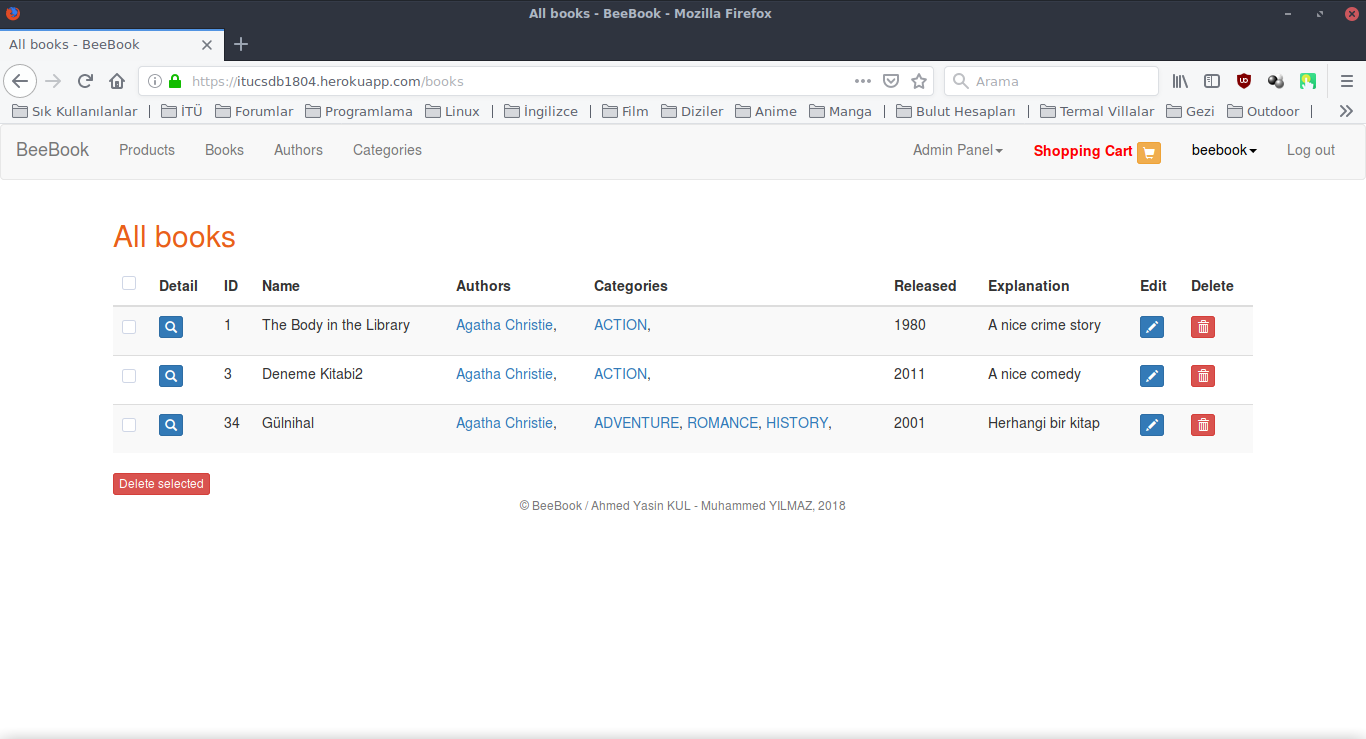 All books - BeeBook - Mozilla Firefox
All books - BeeBook
https://itucsdb1804.herokuapp.com/books Arama
Sık Kullanılanlar | İTÜ Forumlar Programlama Linux | İngilizce | Film Diziler Anime Manga | Bulut Hesapları | Termal Villalar Gezi Outdoor |
BeeBook Products Books Authors Categories Admin Panel Shopping Cart beebook Log out
All books
Detail ID Name Authors Categories Released Explanation Edit Delete
1 The Body in the Library Agatha Christie, ACTION, 1980 A nice crime story
3 Deneme Kitabi2 Agatha Christie, ACTION, 2011 A nice comedy
34 Gülnihal Agatha Christie, ADVENTURE, ROMANCE, HISTORY, 2001 Herhangi bir kitap
Delete selected
© BeeBook / Ahmed Yasin KUL - Muhammed YILMAZ, 2018